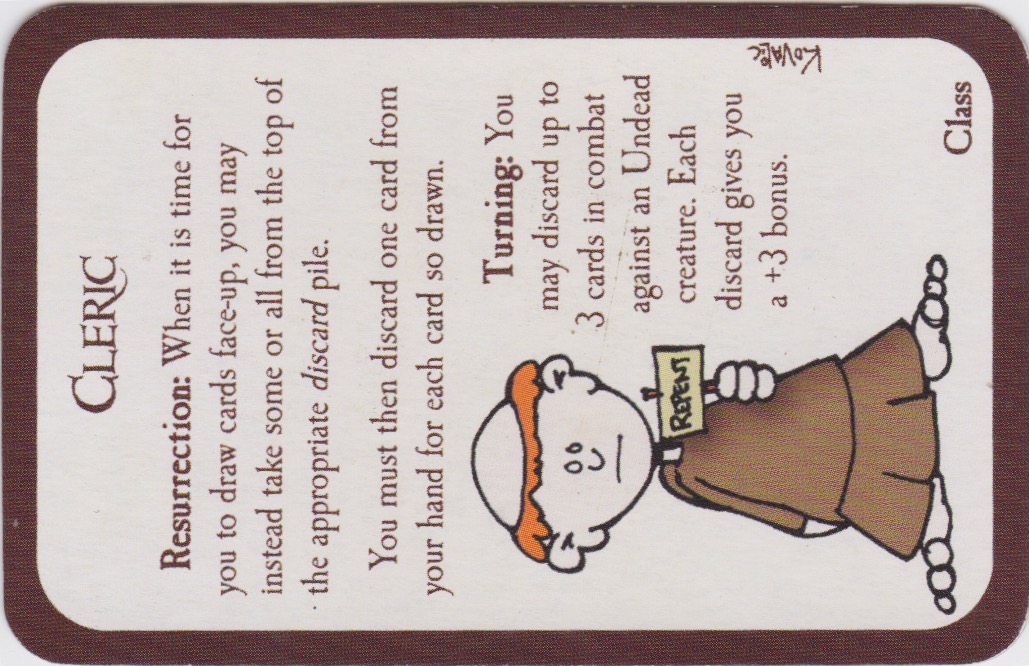 CLERIC
Resurrection: When it is time for
you to draw cards face-up, you may
instead take some or all from the top of
the appropriate discard pile.
You must then discard one card from
your hand for each card so drawn.
Turning: You
may discard up to
3 cards in combat
against an Undead
creature. Each
discard gives you
a +3 bonus.
REPENT
KOVALIC
Class